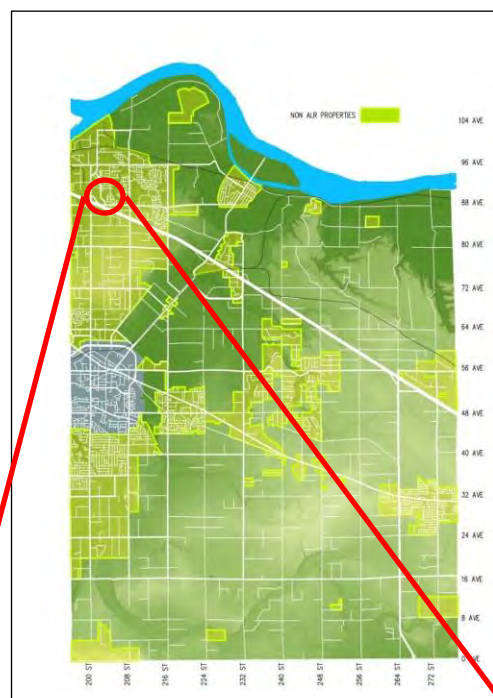 NON ALR PROPERTIES
104 AVE
96 AVE
88 AVE
80 AVE
72 AVE
64 AVE
56 AVE
48 AVE
40 AVE
32 AVE
24 AVE
16 AVE
8 AVE
0 AVE
200 ST
208 ST
216 ST
224 ST
232 ST
240 ST
248 ST
256 ST
264 ST
272 ST